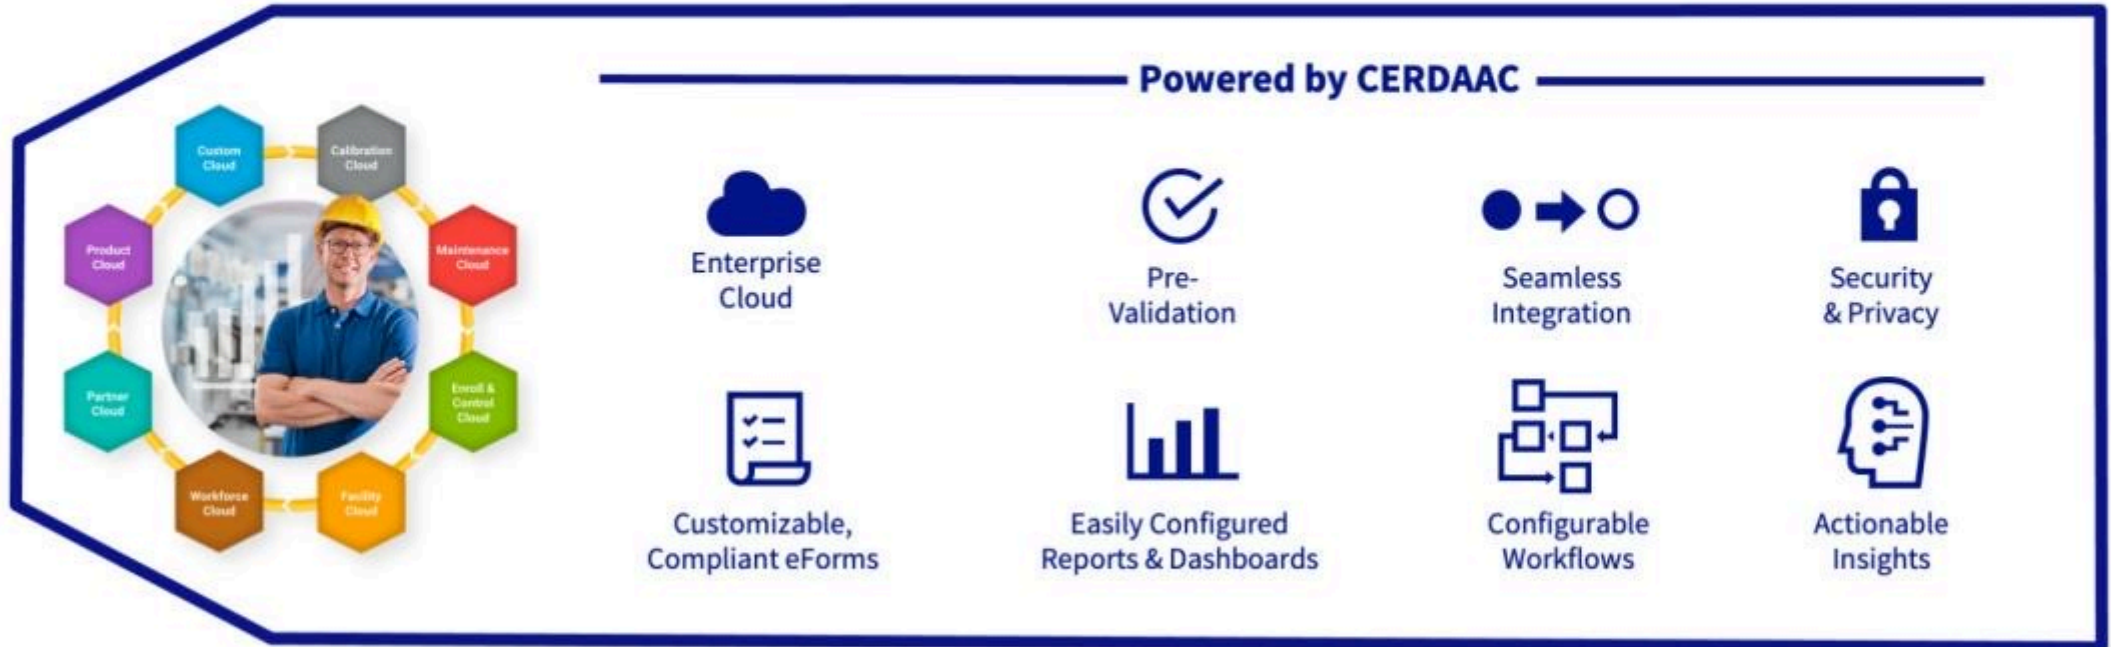 Powered by CERDAAC
Custom
Cloud
Calibration
Cloud
Product
Cloud
Maintenance
Cloud
Partner
Cloud
Enroll &
Control
Cloud
Workforce
Cloud
Facility
Cloud
Enterprise
Cloud
Pre-
Validation
Seamless
Integration
Security
& Privacy
Customizable,
Compliant eForms
Easily Configured
Reports & Dashboards
Configurable
Workflows
Actionable
Insights